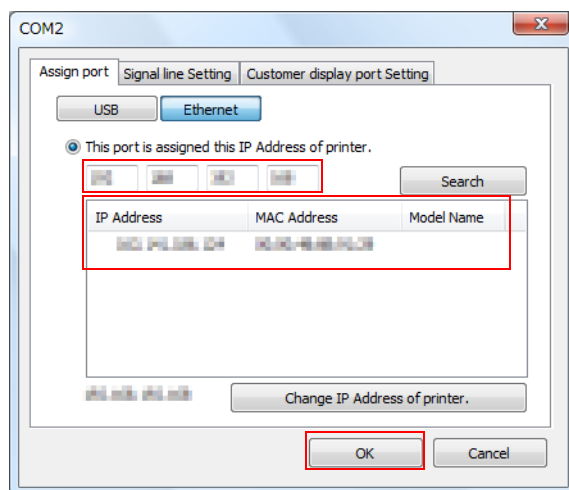 COM2
Assign port Signal line Setting Customer display port Setting
USB Ethernet
This port is assigned this IP Address of printer.
Search
IP Address MAC Address Model Name
Change IP Address of printer.
OK Cancel